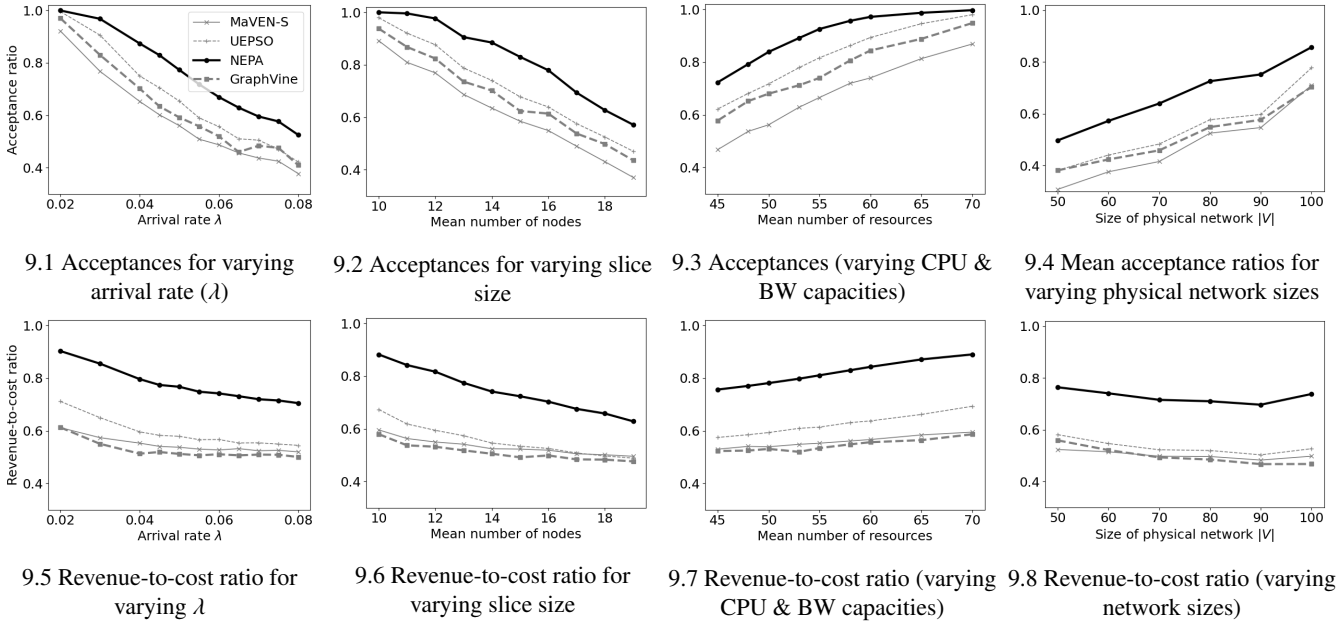 1.0
0.8
0.6
0.4
Acceptance ratio
MaVEN-S
UEPSO
NEPA
GraphVine
0.02 0.04 0.06 0.08
Arrival rate λ
1.0
0.8
0.6
0.4
10 12 14 16 18
Mean number of nodes
1.0
0.8
0.6
0.4
45 50 55 60 65 70
Mean number of resources
1.0
0.8
0.6
0.4
50 60 70 80 90 100
Size of physical network |V|
9.1 Acceptances for varying
arrival rate (λ)
9.2 Acceptances for varying slice
size
9.3 Acceptances (varying CPU &
BW capacities)
9.4 Mean acceptance ratios for
varying physical network sizes
1.0
0.8
0.6
0.4
Revenue-to-cost ratio
0.02 0.04 0.06 0.08
Arrival rate λ
1.0
0.8
0.6
0.4
10 12 14 16 18
Mean number of nodes
1.0
0.8
0.6
0.4
45 50 55 60 65 70
Mean number of resources
1.0
0.8
0.6
0.4
50 60 70 80 90 100
Size of physical network |V|
9.5 Revenue-to-cost ratio for
varying λ
9.6 Revenue-to-cost ratio for
varying slice size
9.7 Revenue-to-cost ratio (varying
CPU & BW capacities)
9.8 Revenue-to-cost ratio (varying
network sizes)